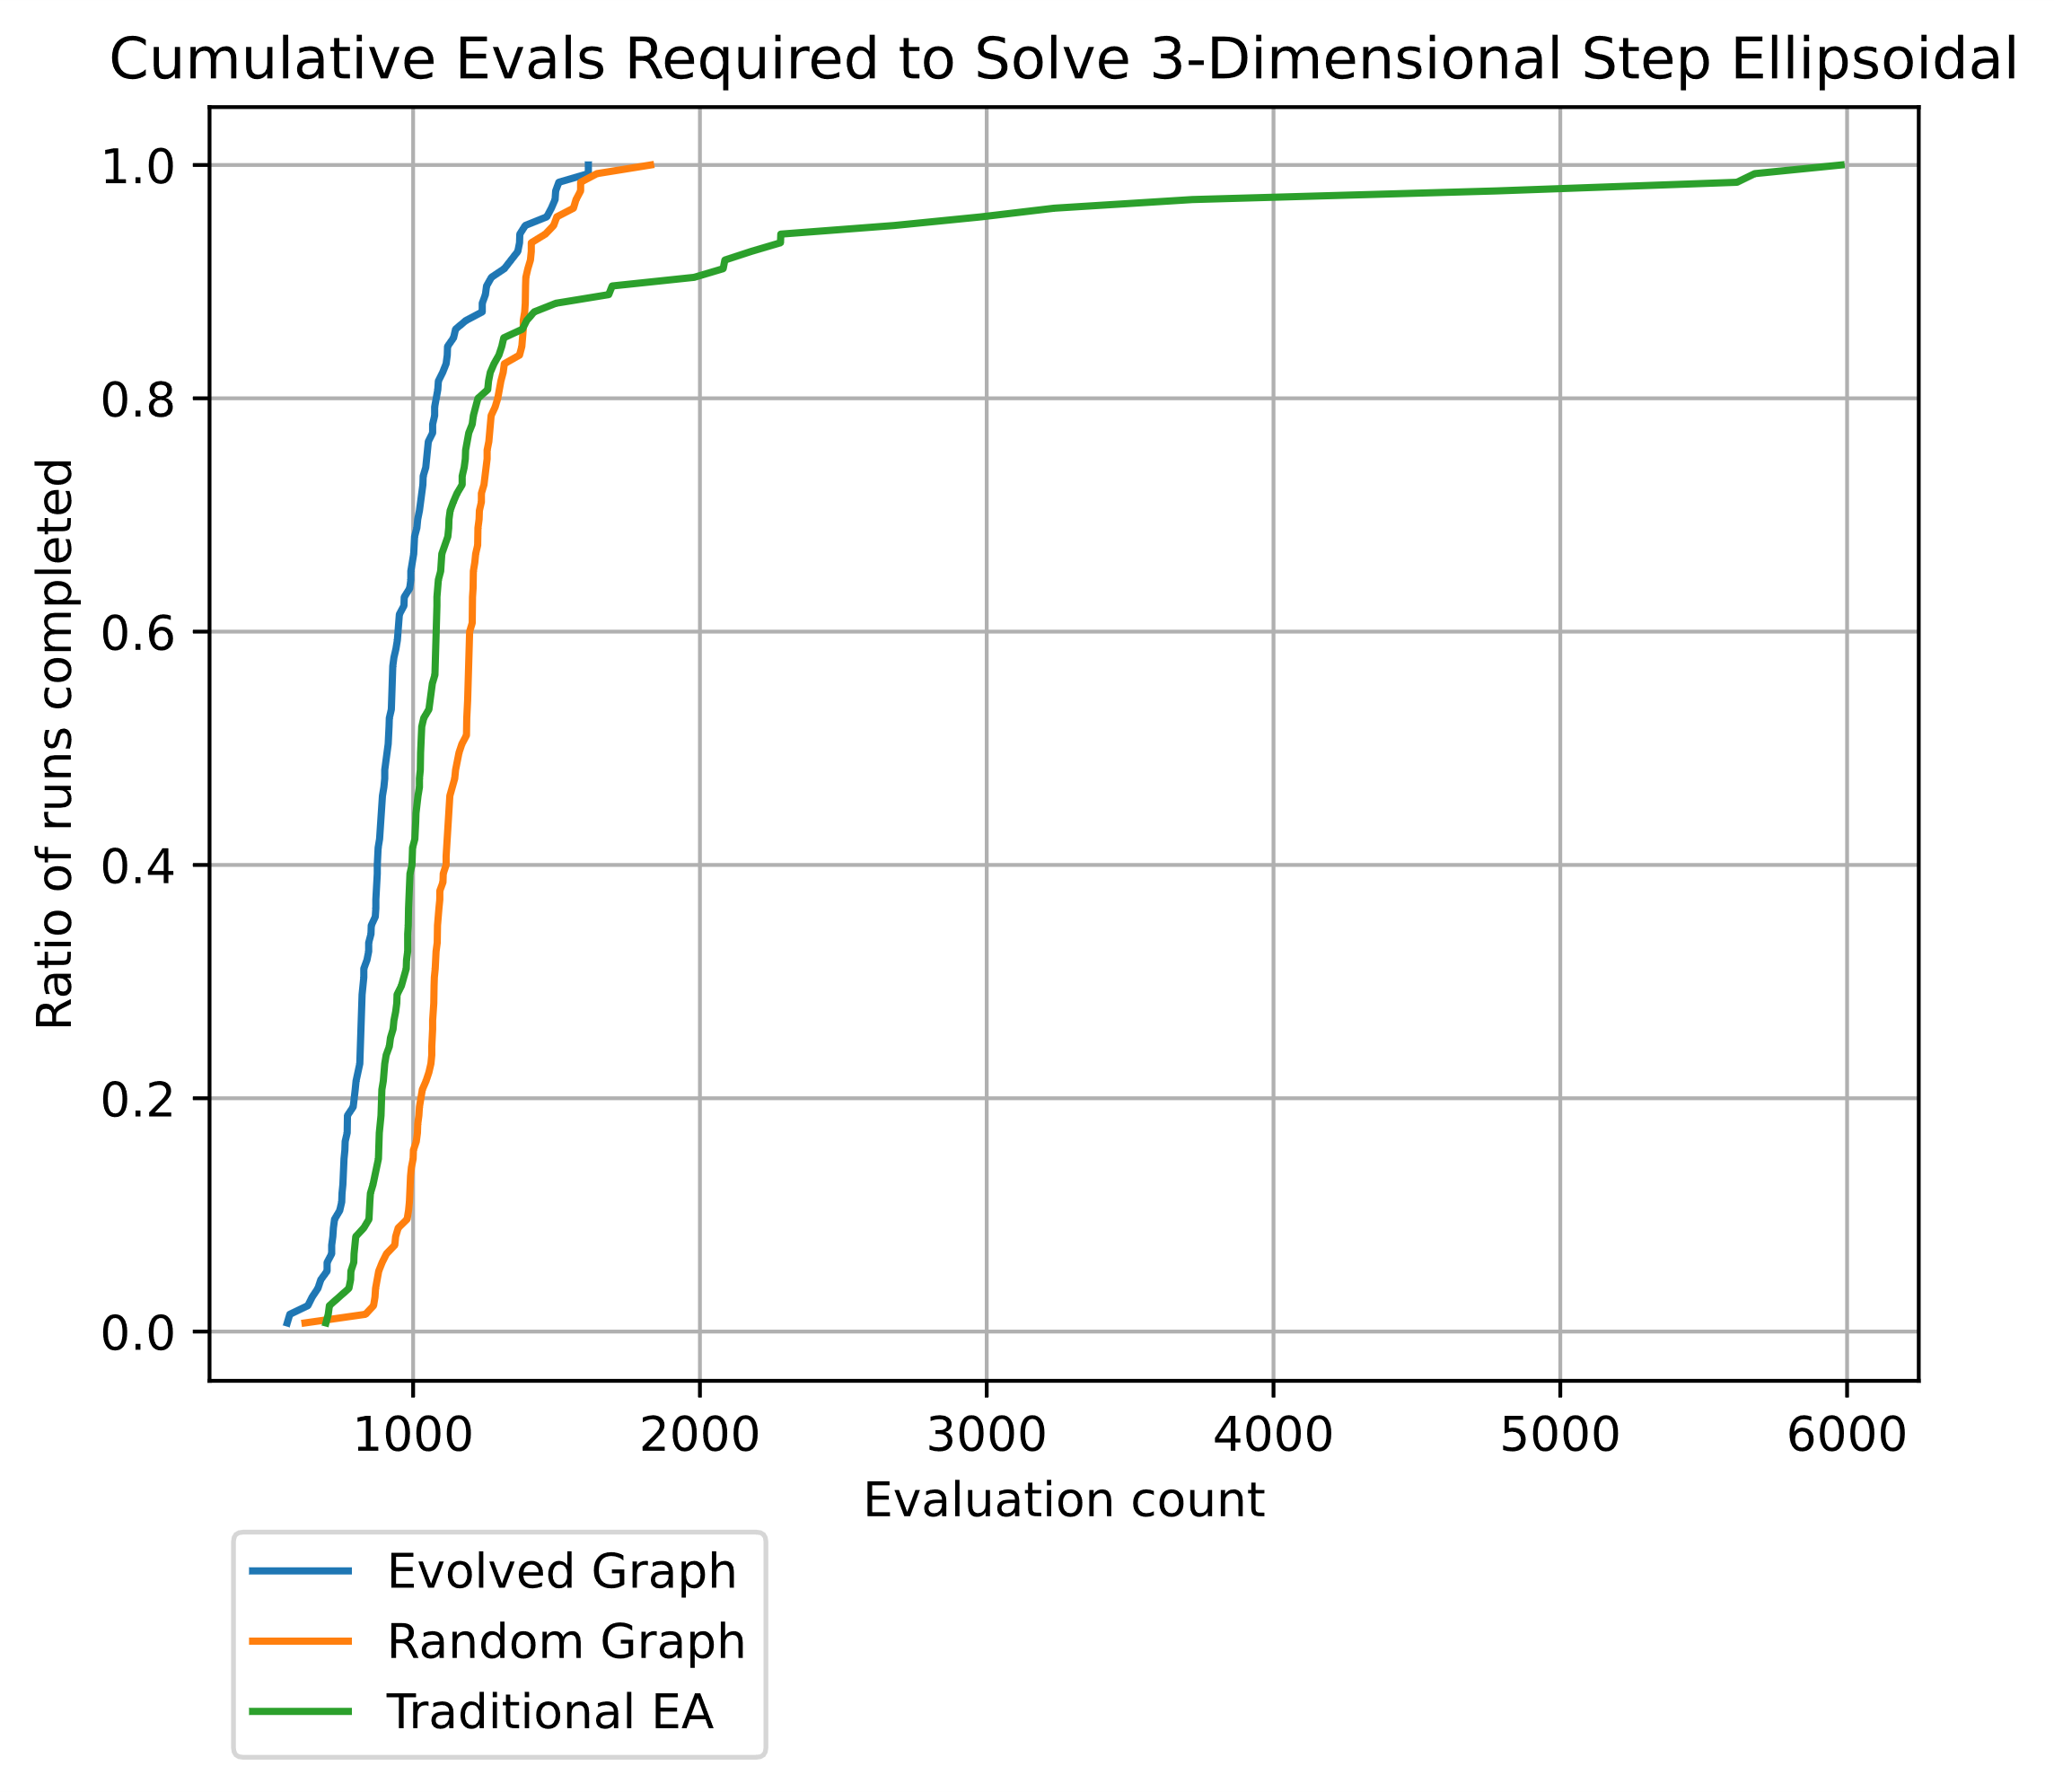 Cumulative Evals Required to Solve 3-Dimensional Step Ellipsoidal
Ratio of runs completed
1.0
0.8
0.6
0.4
0.2
0.0
1000 2000 3000 4000 5000 6000
Evaluation count
Evolved Graph
Random Graph
Traditional EA